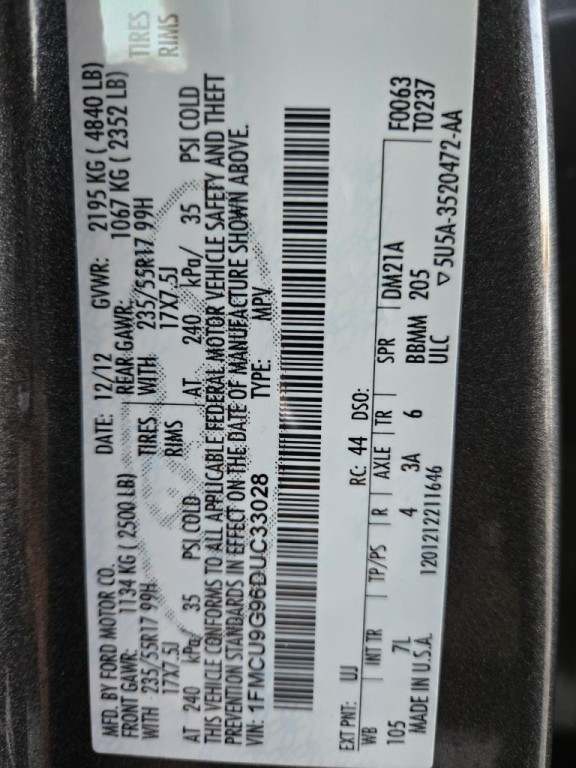 MFD. BY FORD MOTOR CO. DATE: 12/12 GVWR: 2195 KG ( 4840 LB)
FRONT GAWR: 1134 KG ( 2500 LB) REAR GAWR: 1067 KG ( 2352 LB)
WITH 235/55R17 99H TIRES WITH 235/55R17 99H TIRES
17X7.5J RIMS 17X7.5J RIMS
AT 240 kPa/ 35 PSI COLD AT 240 kPa/ 35 PSI COLD
THIS VEHICLE CONFORMS TO ALL APPLICABLE FEDERAL MOTOR VEHICLE SAFETY AND THEFT
PREVENTION STANDARDS IN EFFECT ON THE DATE OF MANUFACTURE SHOWN ABOVE.
VIN: 1FMCU9G96DUC33028 TYPE: MPV
EXT PNT: UJ RC: 44 DSO: F0063
WB INT TR TP/PS R AXLE TR SPR DM21A T0237
105 7L 4 3A 6 BBMM 205
MADE IN U.S.A. 1201212211646 ULC ▽5U5A-3520472-AA